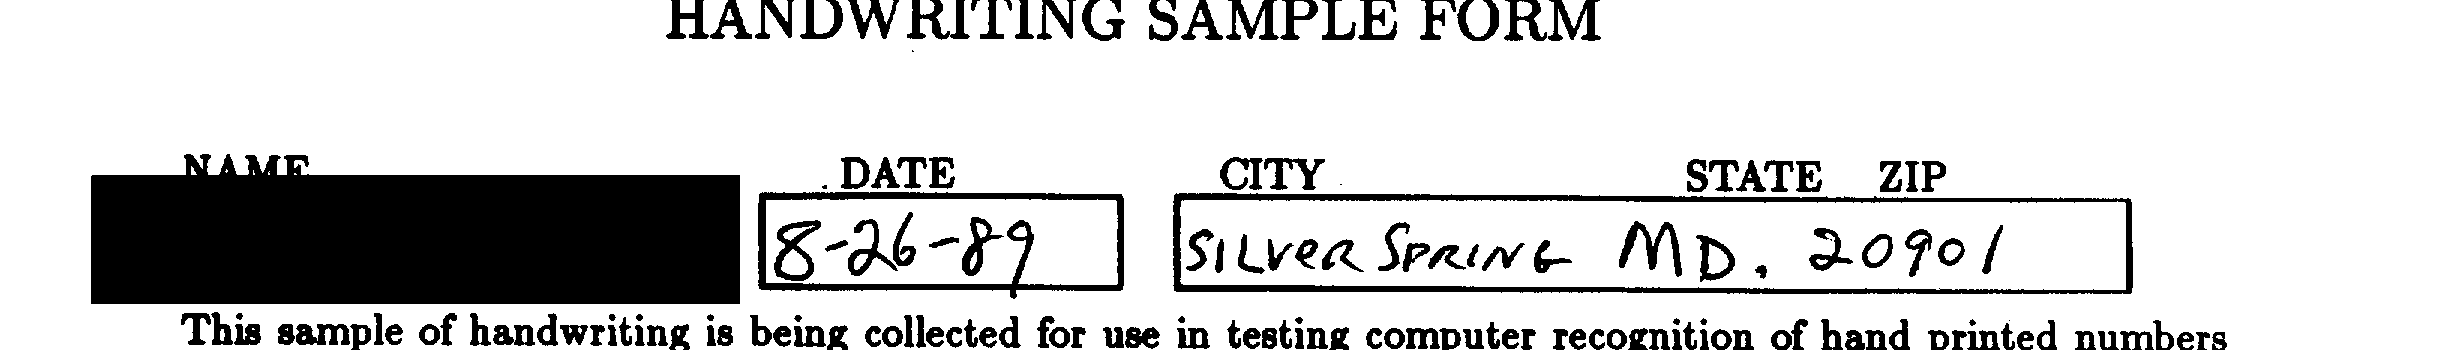 HANDWRITING SAMPLE FORM
NAME DATE CITY STATE ZIP
8-26-89 SILVER SPRING MD. 20901
This sample of handwriting is being collected for use in testing computer recognition of hand printed numbers